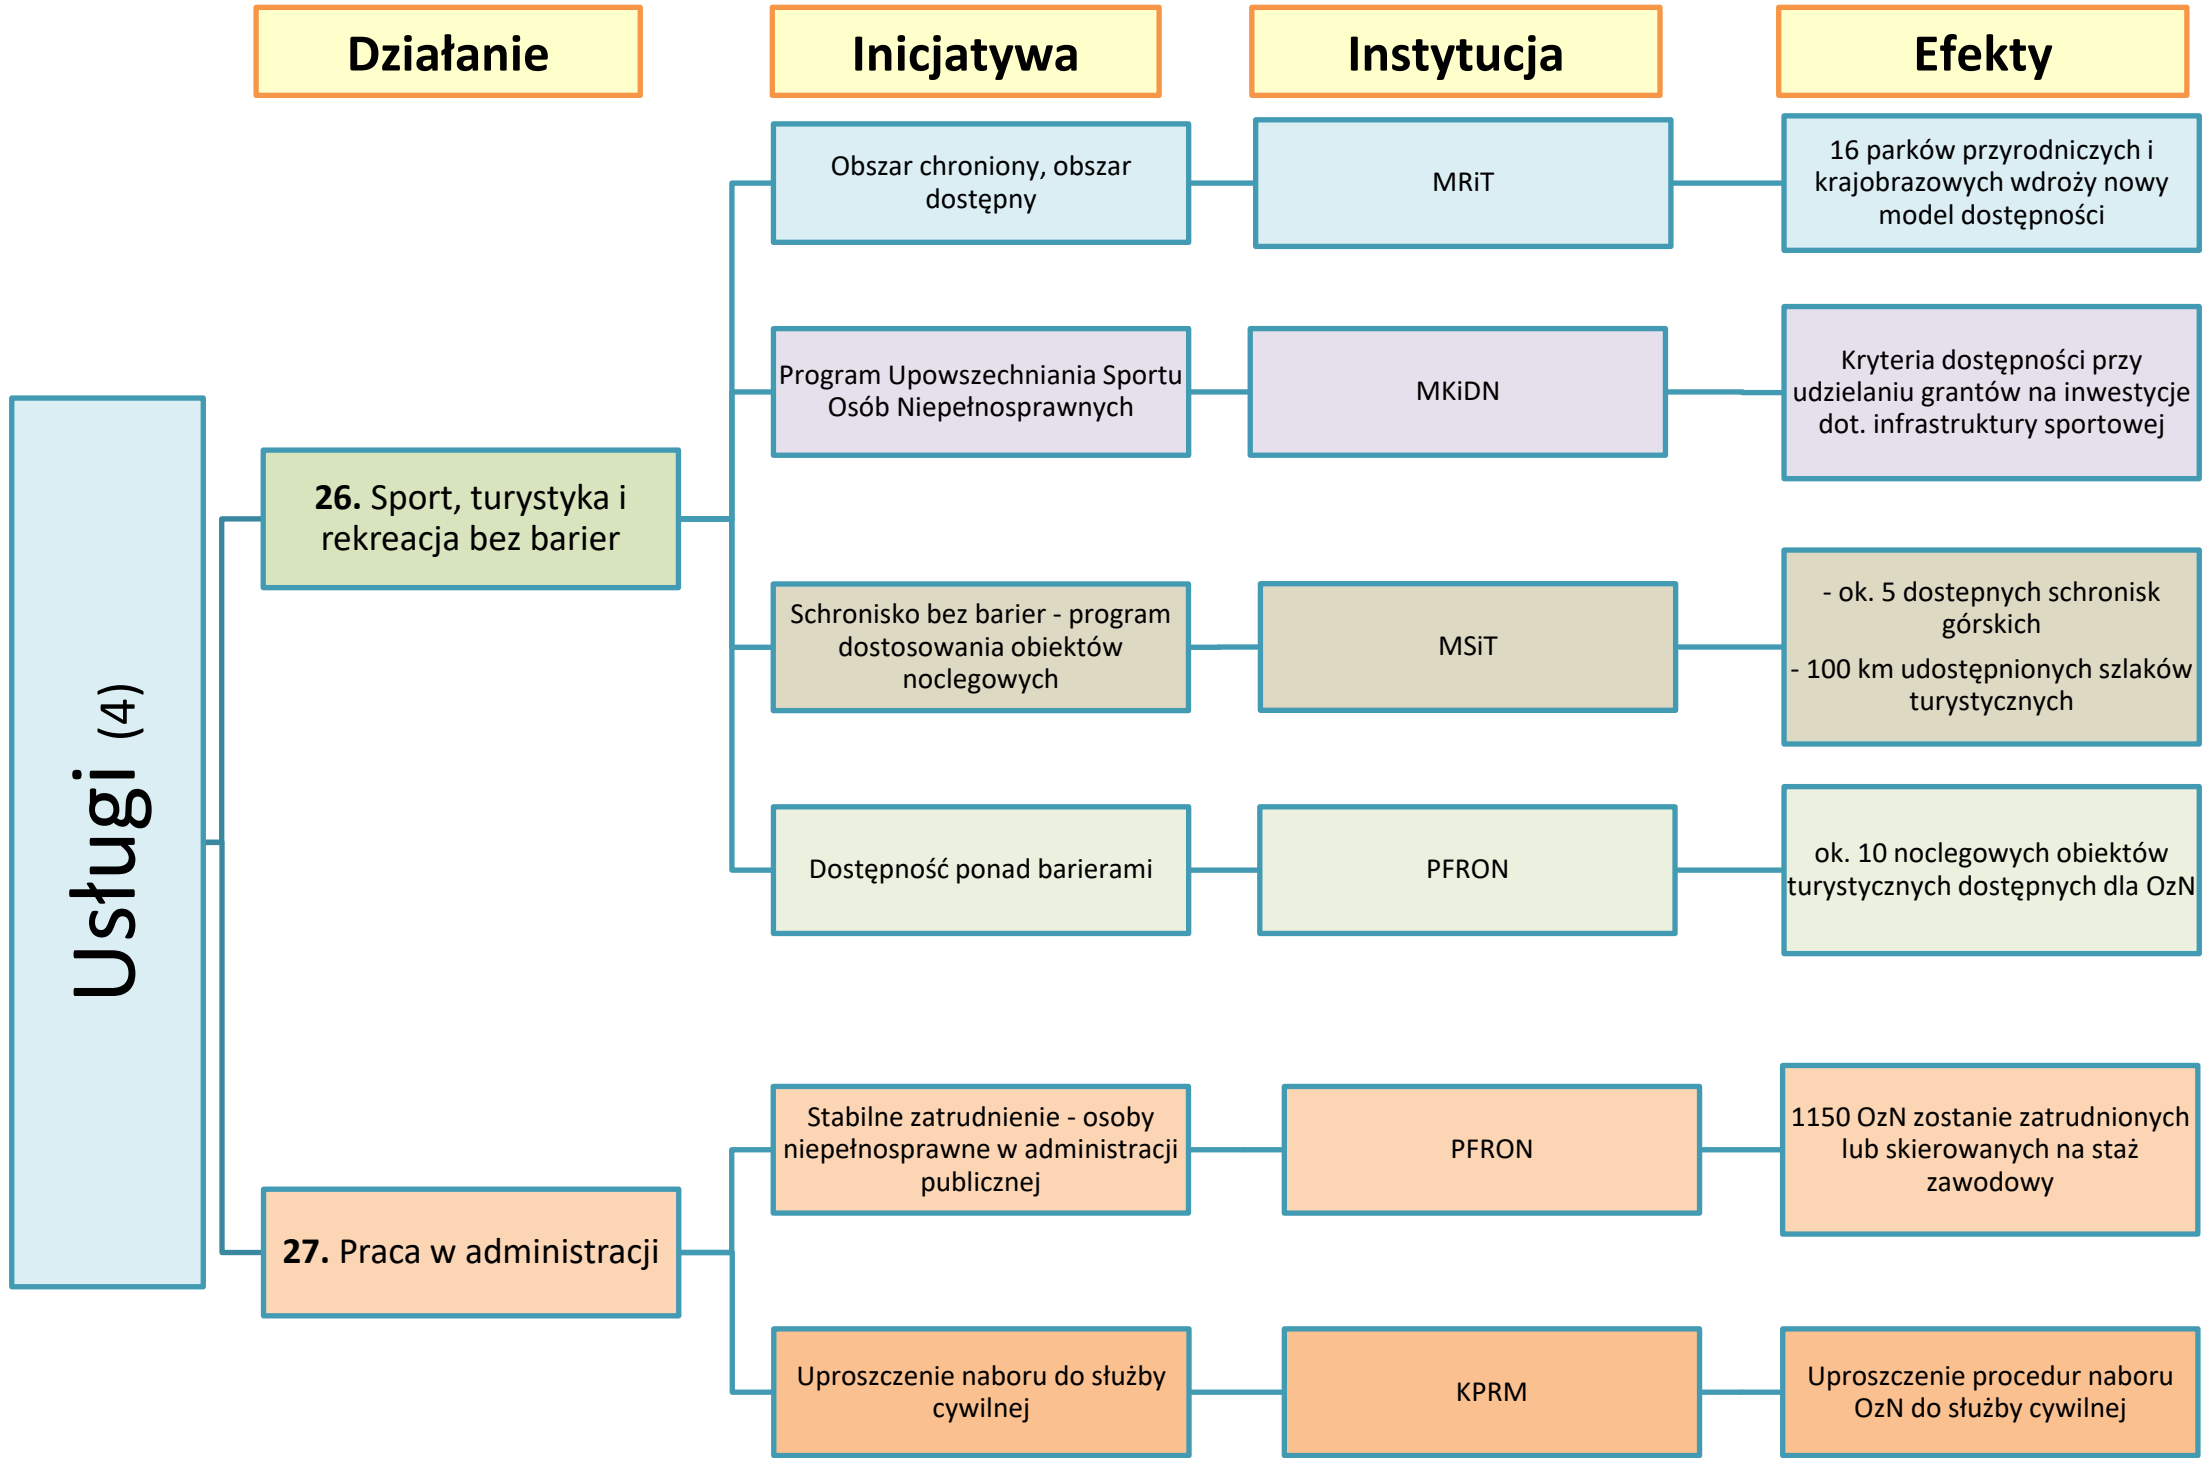 Działanie
Inicjatywa
Instytucja
Efekty
Usługi (4)
26. Sport, turystyka i
rekreacja bez barier
Obszar chroniony, obszar
dostępny
MRiT
16 parków przyrodniczych i
krajobrazowych wdroży nowy
model dostępności
Program Upowszechniania Sportu
Osób Niepełnosprawnych
MKiDN
Kryteria dostępności przy
udzielaniu grantów na inwestycje
dot. infrastruktury sportowej
Schronisko bez barier - program
dostosowania obiektów
noclegowych
MSiT
- ok. 5 dostepnych schronisk
górskich
- 100 km udostępnionych szlaków
turystycznych
Dostępność ponad barierami
PFRON
ok. 10 noclegowych obiektów
turystycznych dostępnych dla OzN
27. Praca w administracji
Stabilne zatrudnienie - osoby
niepełnosprawne w administracji
publicznej
PFRON
1150 OzN zostanie zatrudnionych
lub skierowanych na staż
zawodowy
Uproszczenie naboru do służby
cywilnej
KPRM
Uproszczenie procedur naboru
OzN do służby cywilnej